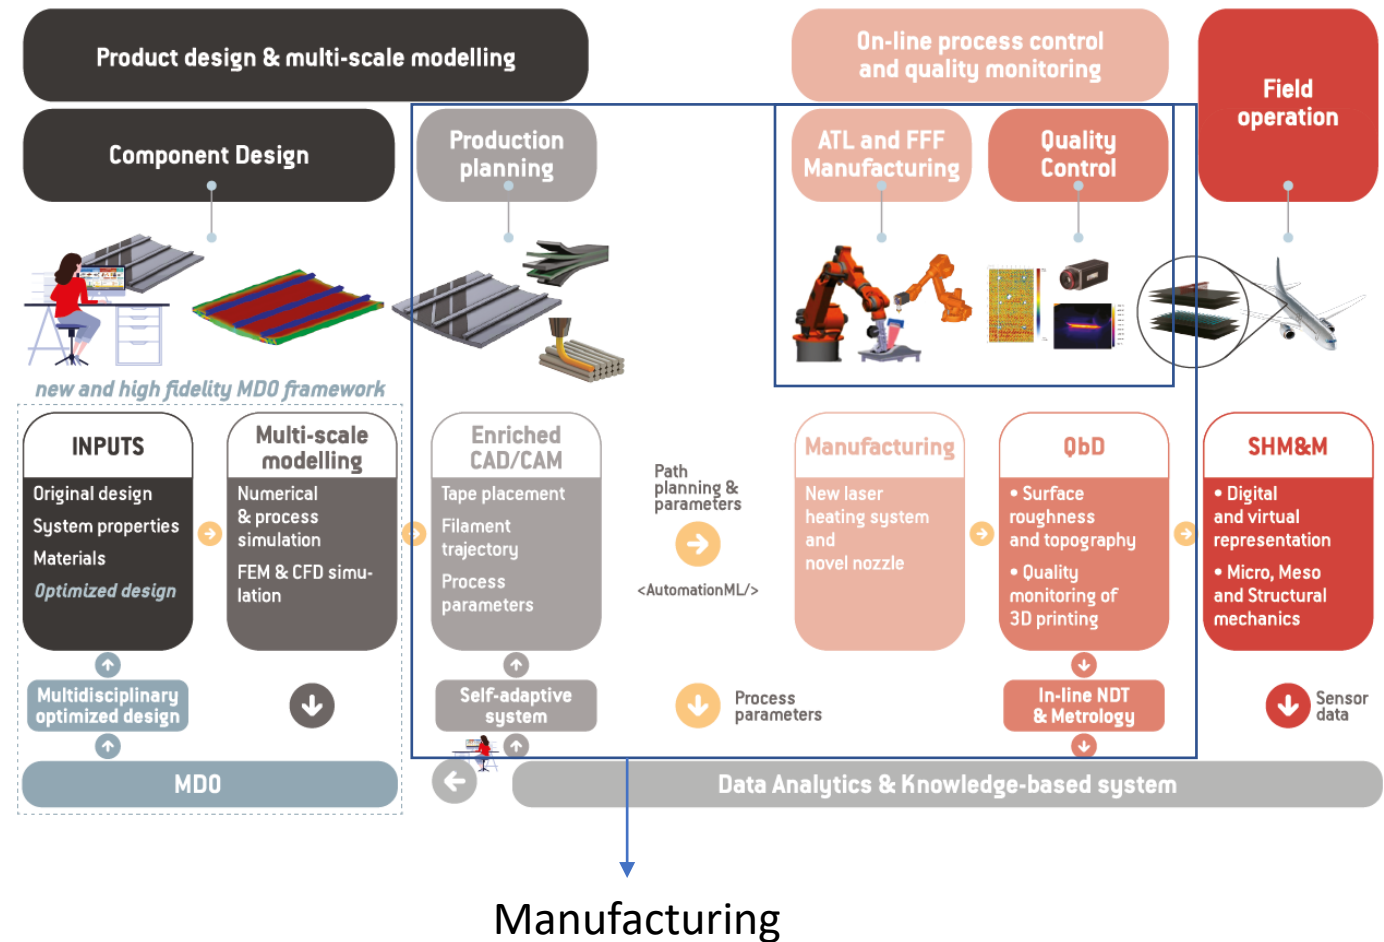 Product design & multi-scale modelling
On-line process control
and quality monitoring
Field
operation
Component Design
Production
planning
ATL and FFF
Manufacturing
Quality
Control
new and high fidelity MDO framework
INPUTS
Original design
System properties
Materials
Optimized design
Multi-scale
modelling
Numerical
& process
simulation
FEM & CFD simu-
lation
Enriched
CAD/CAM
Tape placement
Filament
trajectory
Process
parameters
Path
planning &
parameters
<AutomationML/>
Manufacturing
New laser
heating system
and
novel nozzle
QbD
• Surface
roughness
and topography
• Quality
monitoring of
3D printing
SHM&M
• Digital
and virtual
representation
• Micro, Meso
and Structural
mechanics
Multidisciplinary
optimized design
Self-adaptive
system
Process
parameters
In-line NDT
& Metrology
Sensor
data
MDO
Data Analytics & Knowledge-based system
Manufacturing